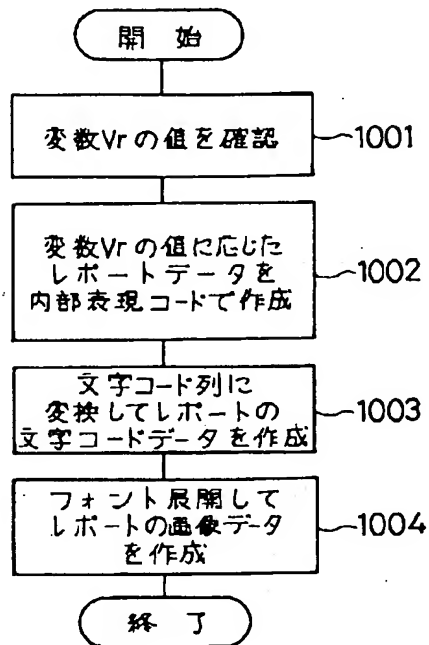 開始
変数Vrの値を確認
1001
変数Vrの値に応じた
レポートデータを
内部表現コードで作成
1002
文字コード列に
変換してレポートの
文字コードデータを作成
1003
フォント展開して
レポートの画像データ
を作成
1004
終了